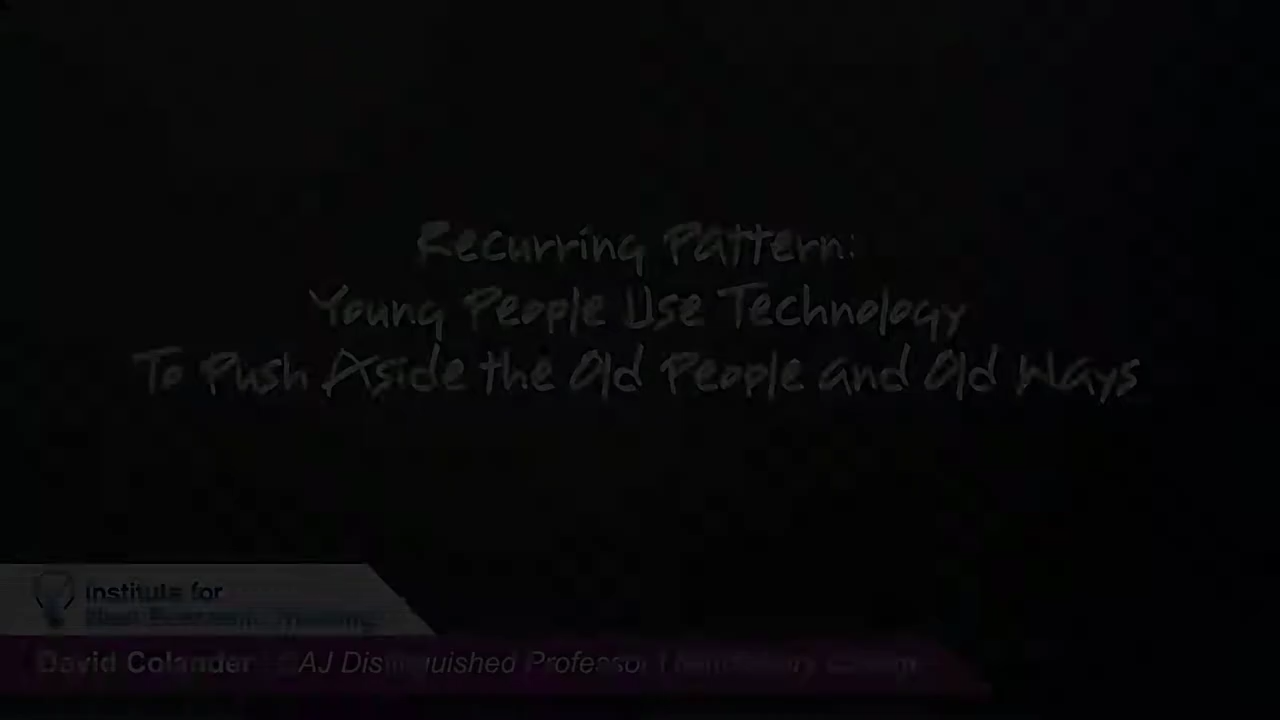 Recurring Pattern:
Young People Use Technology
To Push Aside the Old People and Old Ways
Institute for
David Colander CAJ Distinguished Professor